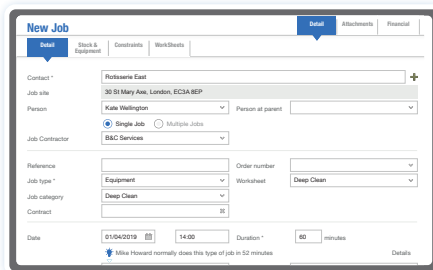 New Job
Detail Attachments Financial
Detail Stock & Equipment Constraints WorkSheets
Contact * Rotisserie East
Job site 30 St Mary Axe, London, EC3A 8EP
Person Kate Wellington Person at parent
Single Job Multiple Jobs
Job Contractor B&C Services
Reference Order number
Job type * Equipment Worksheet Deep Clean
Job category Deep Clean
Contract
Date 01/04/2019 14:00 Duration * 60 minutes
Mike Howard normally does this type of job in 52 minutes Details